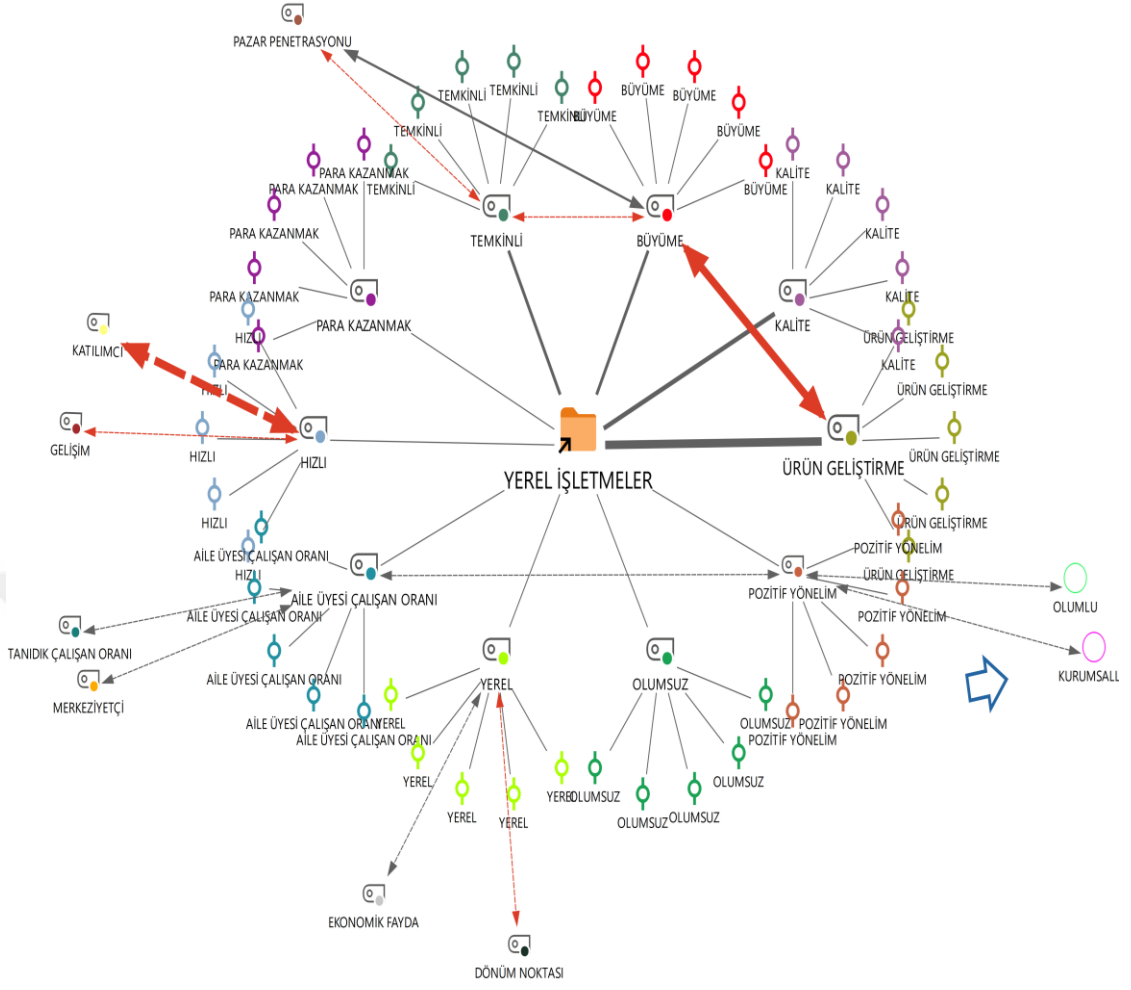 PAZAR PENETRASYONU
TEMKİNLİ
TEMKİNLİ
TEMKİNLİ
TEMKİNLİ
TEMKİNLİ
BÜYÜME
BÜYÜME
BÜYÜME
BÜYÜME
BÜYÜME
PARA KAZANMAK
PARA KAZANMAK
PARA KAZANMAK
PARA KAZANMAK
PARA KAZANMAK
KALİTE
KALİTE
KALİTE
KALİTE
KALİTE
TEMKİNLİ
BÜYÜME
PARA KAZANMAK
KALİTE
KATILIMCI
GELİŞİM
HIZLI
HIZLI
HIZLI
HIZLI
HIZLI
HIZLI
YEREL İŞLETMELER
ÜRÜN GELİŞTİRME
ÜRÜN GELİŞTİRME
ÜRÜN GELİŞTİRME
ÜRÜN GELİŞTİRME
ÜRÜN GELİŞTİRME
ÜRÜN GELİŞTİRME
AİLE ÜYESİ ÇALIŞAN ORANI
AİLE ÜYESİ ÇALIŞAN ORANI
AİLE ÜYESİ ÇALIŞAN ORANI
AİLE ÜYESİ ÇALIŞAN ORANI
AİLE ÜYESİ ÇALIŞAN ORANI
AİLE ÜYESİ ÇALIŞAN ORANI
POZİTİF YÖNELİM
POZİTİF YÖNELİM
POZİTİF YÖNELİM
POZİTİF YÖNELİM
POZİTİF YÖNELİM
POZİTİF YÖNELİM
OLUMLU
KURUMSALL
TANIDIK ÇALIŞAN ORANI
MERKEZİYETÇİ
YEREL
YEREL
YEREL
YEREL
YEREL
YEREL
OLUMSUZ
OLUMSUZ
OLUMSUZ
OLUMSUZ
OLUMSUZ
OLUMSUZ
EKONOMİK FAYDA
DÖNÜM NOKTASI